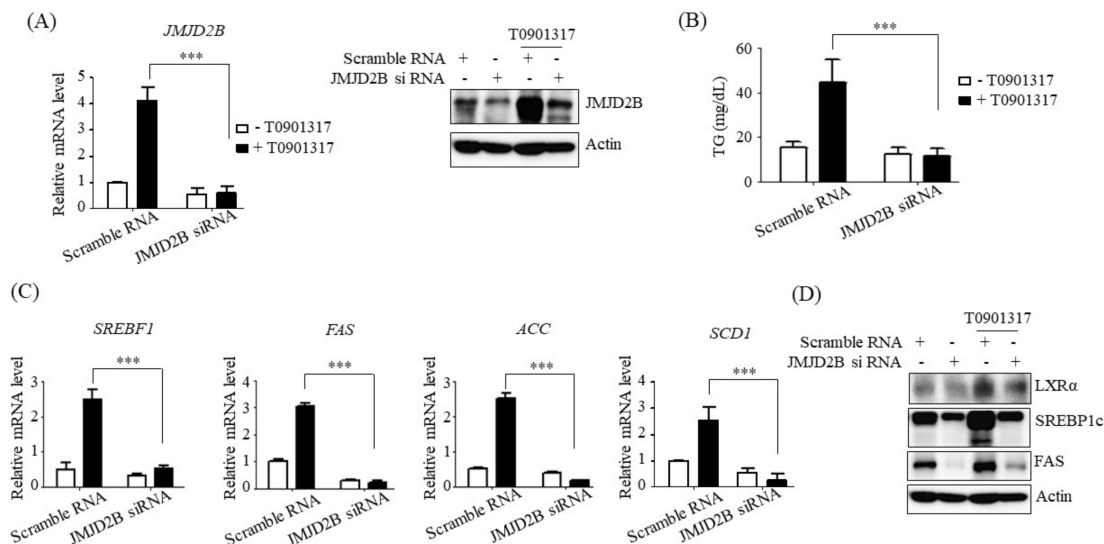 (A)
JMJD2B
***
Relative mRNA level
5
4
3
2
1
0
- T0901317
+ T0901317
Scramble RNA
JMJD2B siRNA
T0901317
Scramble RNA + - + -
JMJD2B si RNA - + - +
JMJD2B
Actin
(B)
***
TG (mg/dL)
60
40
20
0
- T0901317
+ T0901317
Scramble RNA
JMJD2B siRNA
(C)
SREBF1
***
Relative mRNA level
3
2
1
0
Scramble RNA
JMJD2B siRNA
FAS
***
Relative mRNA level
4
3
2
1
0
Scramble RNA
JMJD2B siRNA
ACC
***
Relative mRNA level
3
2
1
0
Scramble RNA
JMJD2B siRNA
SCD1
***
Relative mRNA level
4
3
2
1
0
Scramble RNA
JMJD2B siRNA
(D)
T0901317
Scramble RNA + - + -
JMJD2B si RNA - + - +
LXRα
SREBP1c
FAS
Actin